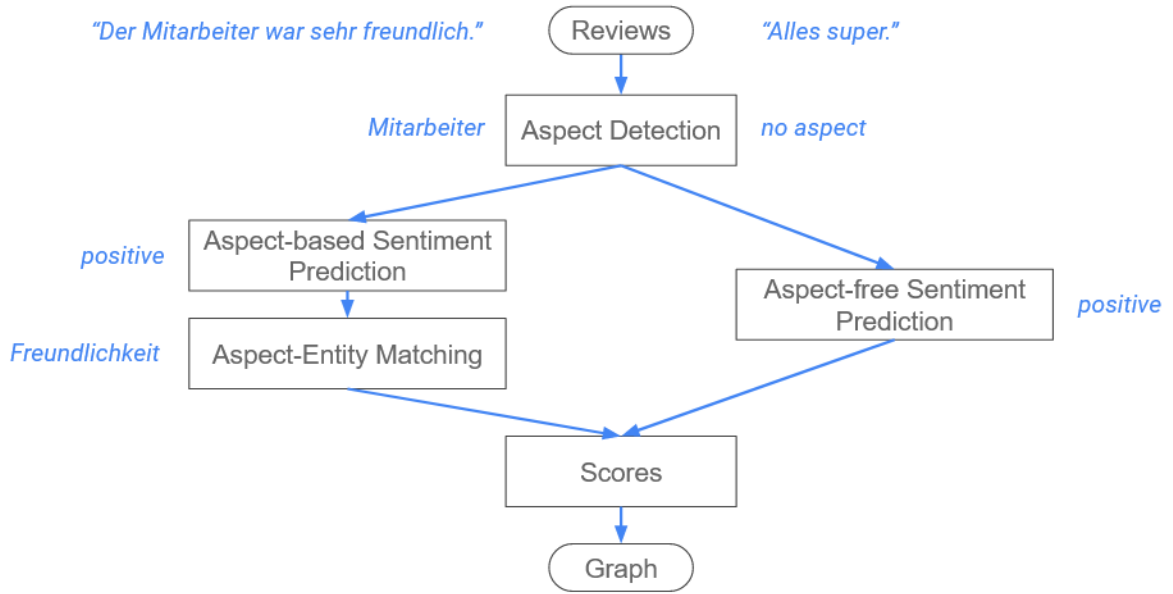 “Der Mitarbeiter war sehr freundlich.”
Reviews
“Alles super.”
Mitarbeiter
Aspect Detection
no aspect
positive
Aspect-based Sentiment
Prediction
Aspect-free Sentiment
Prediction
positive
Freundlichkeit
Aspect-Entity Matching
Scores
Graph